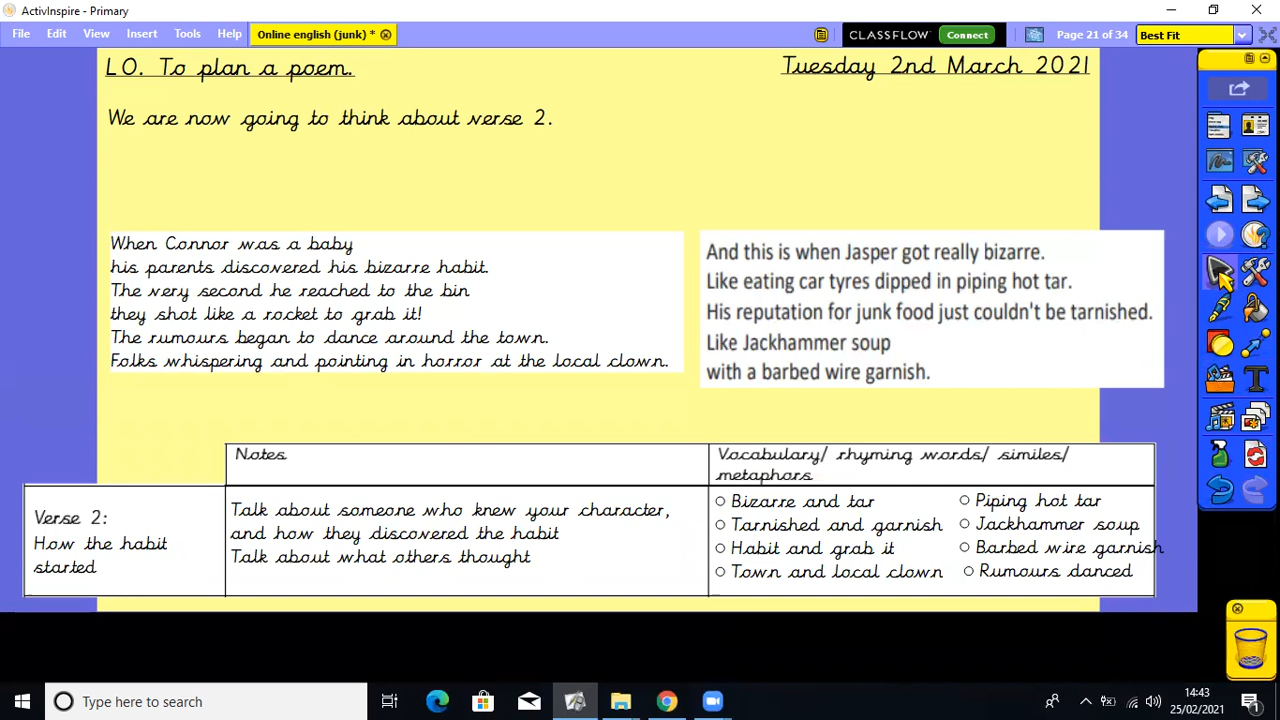 ActivInspire - Primary
File Edit View Insert Tools Help Online english (junk) * CLASSFLOW Connect Page 21 of 34 Best Fit
L.O. To plan a poem. Tuesday 2nd March 2021
We are now going to think about verse 2.
When Connor was a baby
his parents discovered his bizarre habit.
The very second he reached to the bin
they shot like a rocket to grab it!
The rumours began to dance around the town.
Folks whispering and pointing in horror at the local clown.
And this is when Jasper got really bizarre.
Like eating car tyres dipped in piping hot tar.
His reputation for junk food just couldn't be tarnished.
Like Jackhammer soup
with a barbed wire garnish.
Notes
Vocabulary/ rhyming words/ similes/
metaphors
Verse 2:
How the habit
started
Talk about someone who knew your character,
and how they discovered the habit
Talk about what others thought
Bizarre and tar
Tarnished and garnish
Habit and grab it
Town and local clown
Piping hot tar
Jackhammer soup
Barbed wire garnish
Rumours danced
Type here to search
14:43
25/02/2021